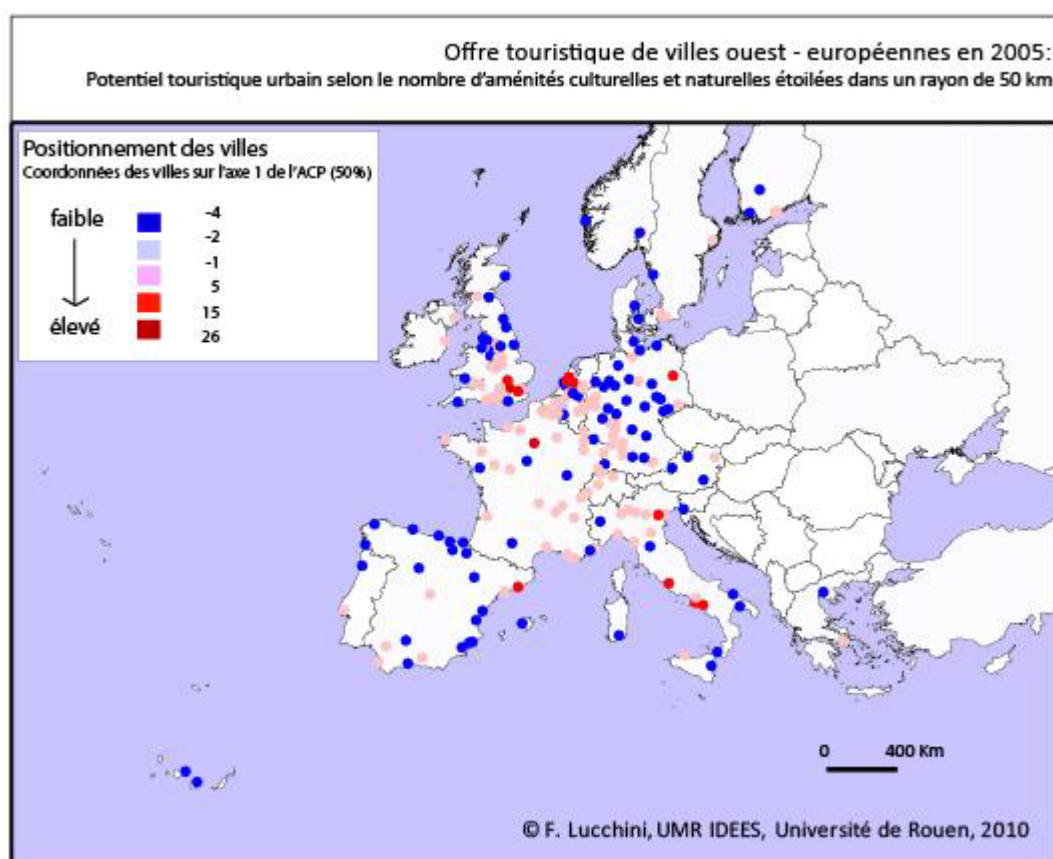 Offre touristique de villes ouest - européennes en 2005:
Potentiel touristique urbain selon le nombre d'aménités culturelles et naturelles étoilées dans un rayon de 50 km
Positionnement des villes
Coordonnées des villes sur l'axe 1 de l'ACP (50%)
faible
-4
-2
-1
5
15
élevé
26
0 400 Km
© F. Lucchini, UMR IDEES, Université de Rouen, 2010